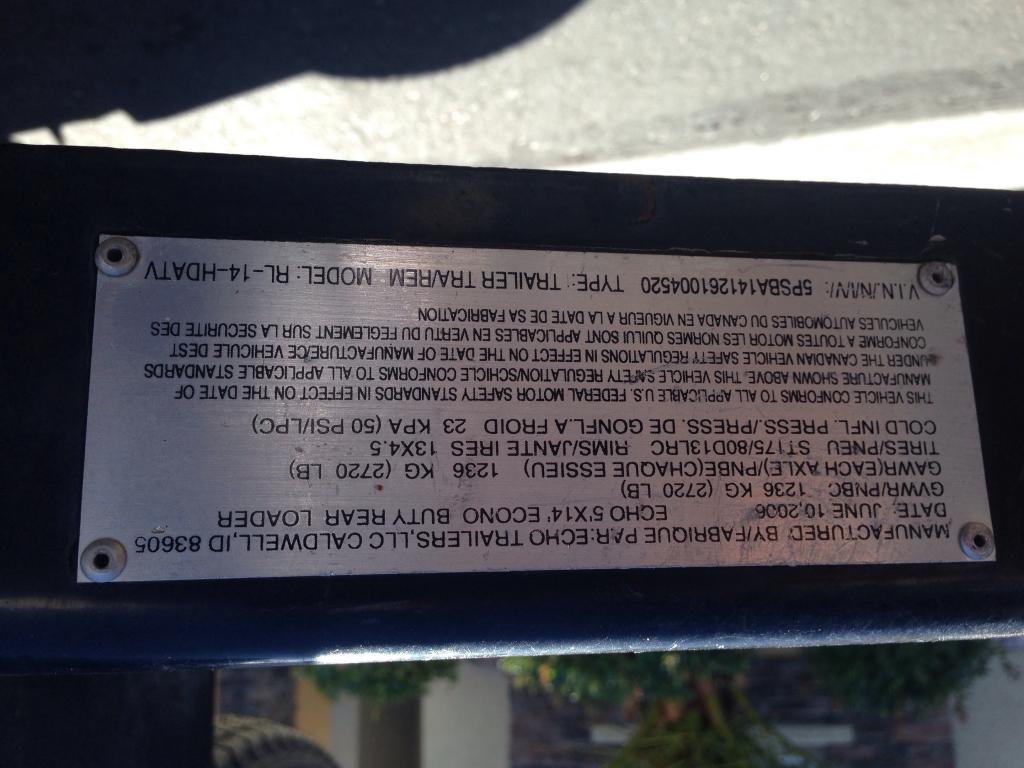 MANUFACTURED: BY/FABRIQUE PAR:ECHO TRAILERS,LLC CALDWELL,ID 83605
DATE: JUNE 10,2006 ECHO 5'X14' ECONO BUTY REAR LOADER
GVWR/PNBC 1236 KG (2720 LB)
GAWR(EACH AXLE)/PNBE(CHAQUE ESSIEU) 1236 KG (2720 LB)
TIRES/PNEU ST175/80D13LRC RIMS/JANTE IRES 13X4.5
COLD INFL. PRESS./PRESS. DE GONFL.A FROID 23 KPA (50 PSI/LPC)
THIS VEHICLE CONFORMS TO ALL APPLICABLE U.S. FEDERAL MOTOR SAFETY STANDARDS IN EFFECT ON THE DATE OF
MANUFACTURE SHOWN ABOVE. THIS VEHICLE CONFORMS TO ALL APPLICABLE STANDARDS
UNDER THE CANADIAN VEHICLE SAFETY REGULATIONS IN EFFECT ON THE DATE OF MANUFACTURE/CE VEHICULE DEST
CONFORME A TOUTES LES NORMES QUILUI SONT APPLICABLES EN VERTU DU FEGLEMENT SUR LA SECURITE DES
VEHICULES AUTOMOBILES DU CANADA EN VIGUEUR A LA DATE DE SA FABRICATION
V.I.N./N/I/V/: 5PSBA141261004520 TYPE: TRAILER TRA/REM MODEL: RL-14-HDATV